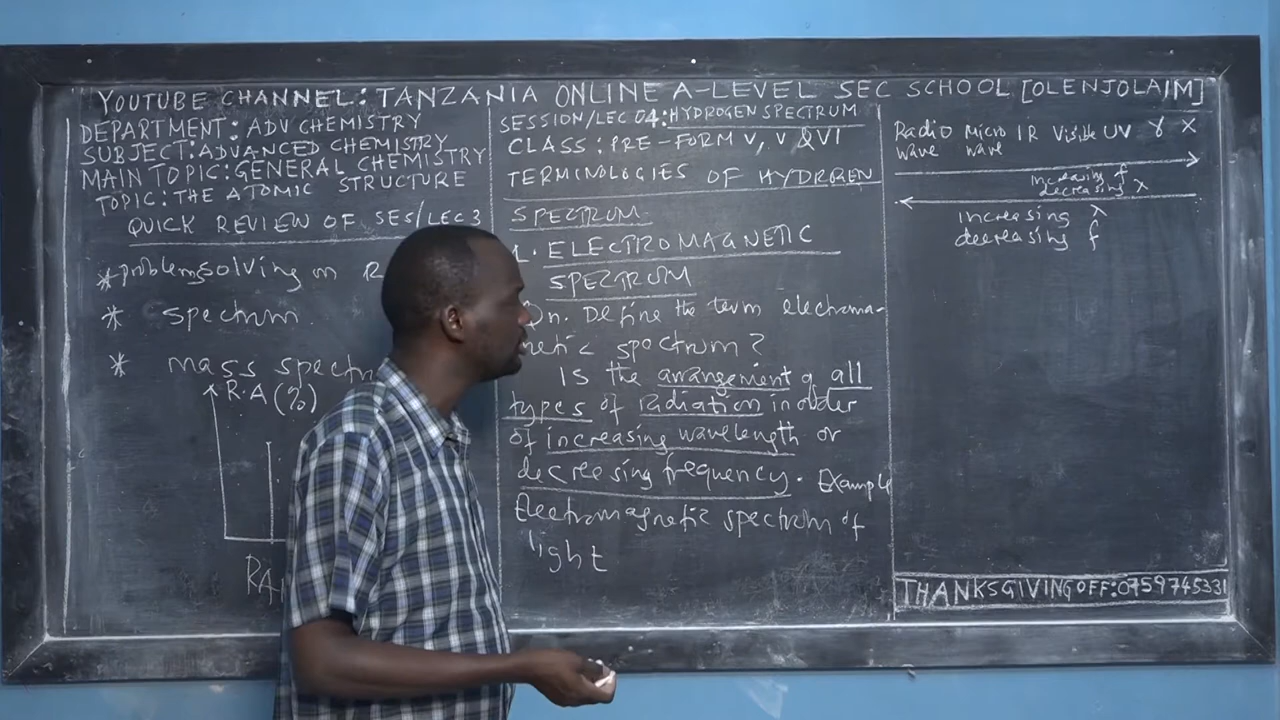 YOUTUBE CHANNEL: TANZANIA ONLINE A-LEVEL SEC SCHOOL [OLENJOLAIM]
DEPARTMENT: ADV CHEMISTRY
SUBJECT: ADVANCED CHEMISTRY
MAIN TOPIC: GENERAL CHEMISTRY
TOPIC: THE ATOMIC STRUCTURE
QUICK REVIEW OF SES/LEC 3
* problem solving on R
* spectrum.
* mass spectr
R.A (%)
SESSION/LEC 04: HYDROGEN SPECTRUM
CLASS: PRE-FORM V, V & VI
TERMINOLOGIES OF HYDROGEN
SPECTRUM
1. ELECTROMAGNETIC
SPECTRUM
Qn. Define the term electroma-
netic spectrum?
Is the arrangement of all
types of radiation in order
of increasing wavelength or
decreasing frequency. Example
Electromagnetic spectrum of
light
Radio Micro IR Visible UV γ X
wave wave
increasing f
decreasing λ
increasing λ
decreasing f
THANKSGIVING OFF: 0759745331